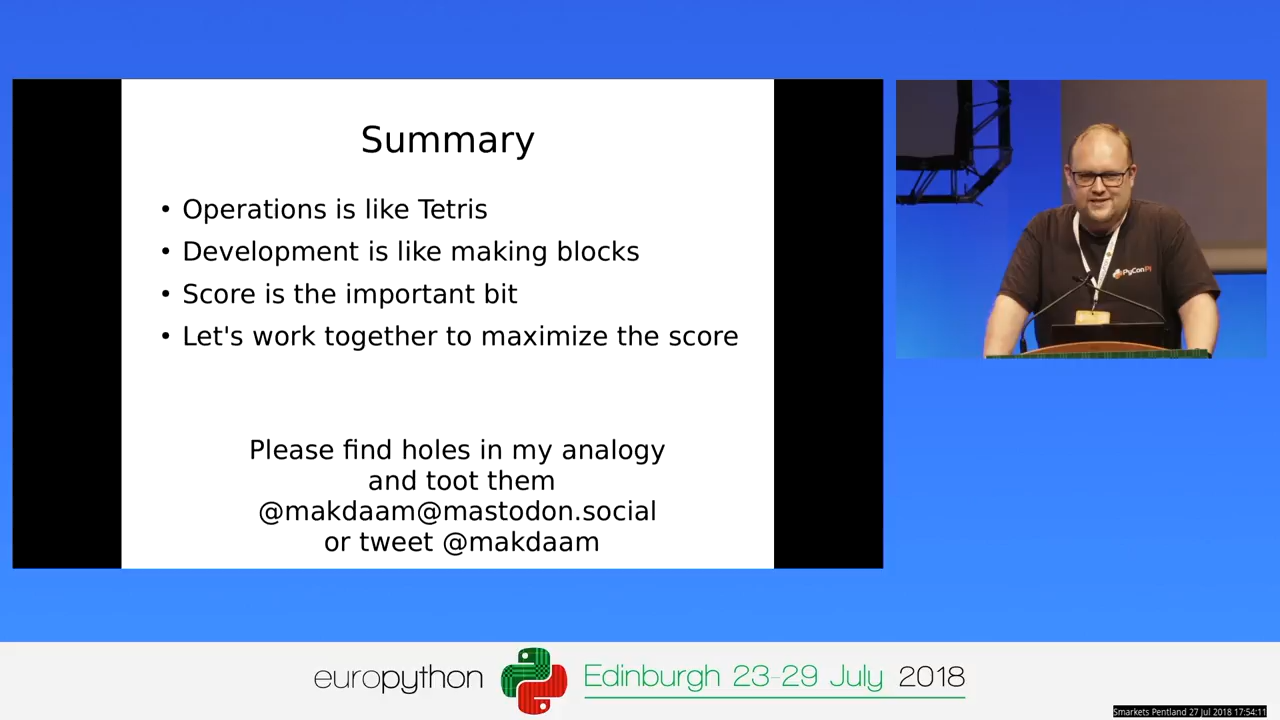 Summary
• Operations is like Tetris
• Development is like making blocks
• Score is the important bit
• Let's work together to maximize the score
Please find holes in my analogy
and toot them
@makdaam@mastodon.social
or tweet @makdaam
PyConPL
europython Edinburgh 23-29 July 2018
Smarkets Pentland 27 Jul 2018 17:54:11